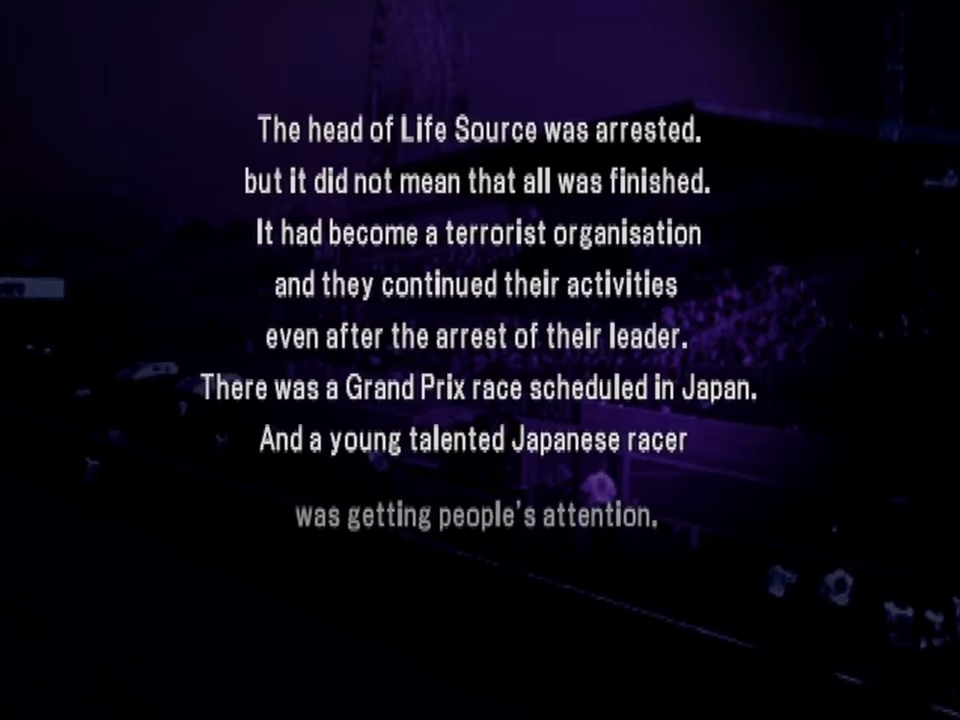 The head of Life Source was arrested.
but it did not mean that all was finished.
It had become a terrorist organisation
and they continued their activities
even after the arrest of their leader.
There was a Grand Prix race scheduled in Japan.
And a young talented Japanese racer
was getting people's attention.